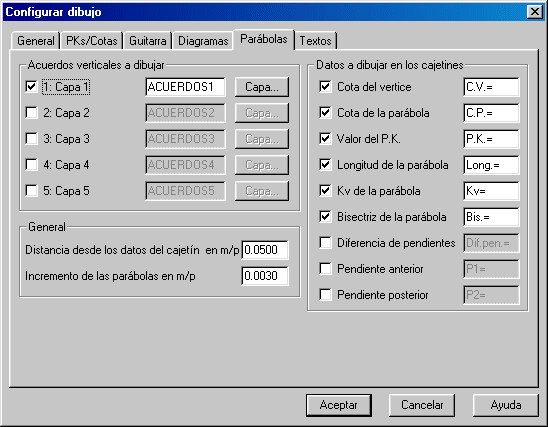 Configurar dibujo
General PKs/Cotas Guitarra Diagramas Parábolas Textos
Acuerdos verticales a dibujar
1: Capa 1 ACUERDOS1 Capa...
2: Capa 2 ACUERDOS2 Capa...
3: Capa 3 ACUERDOS3 Capa...
4: Capa 4 ACUERDOS4 Capa...
5: Capa 5 ACUERDOS5 Capa...
General
Distancia desde los datos del cajetín en m/p 0.0500
Incremento de las parábolas en m/p 0.0030
Datos a dibujar en los cajetines
Cota del vertice C.V.=
Cota de la parábola C.P.=
Valor del P.K. P.K.=
Longitud de la parábola Long.=
Kv de la parábola Kv=
Bisectriz de la parábola Bis.=
Diferencia de pendientes Dif.pen.=
Pendiente anterior P1=
Pendiente posterior P2=
Aceptar Cancelar Ayuda